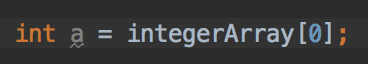 int a = integerArray[0];